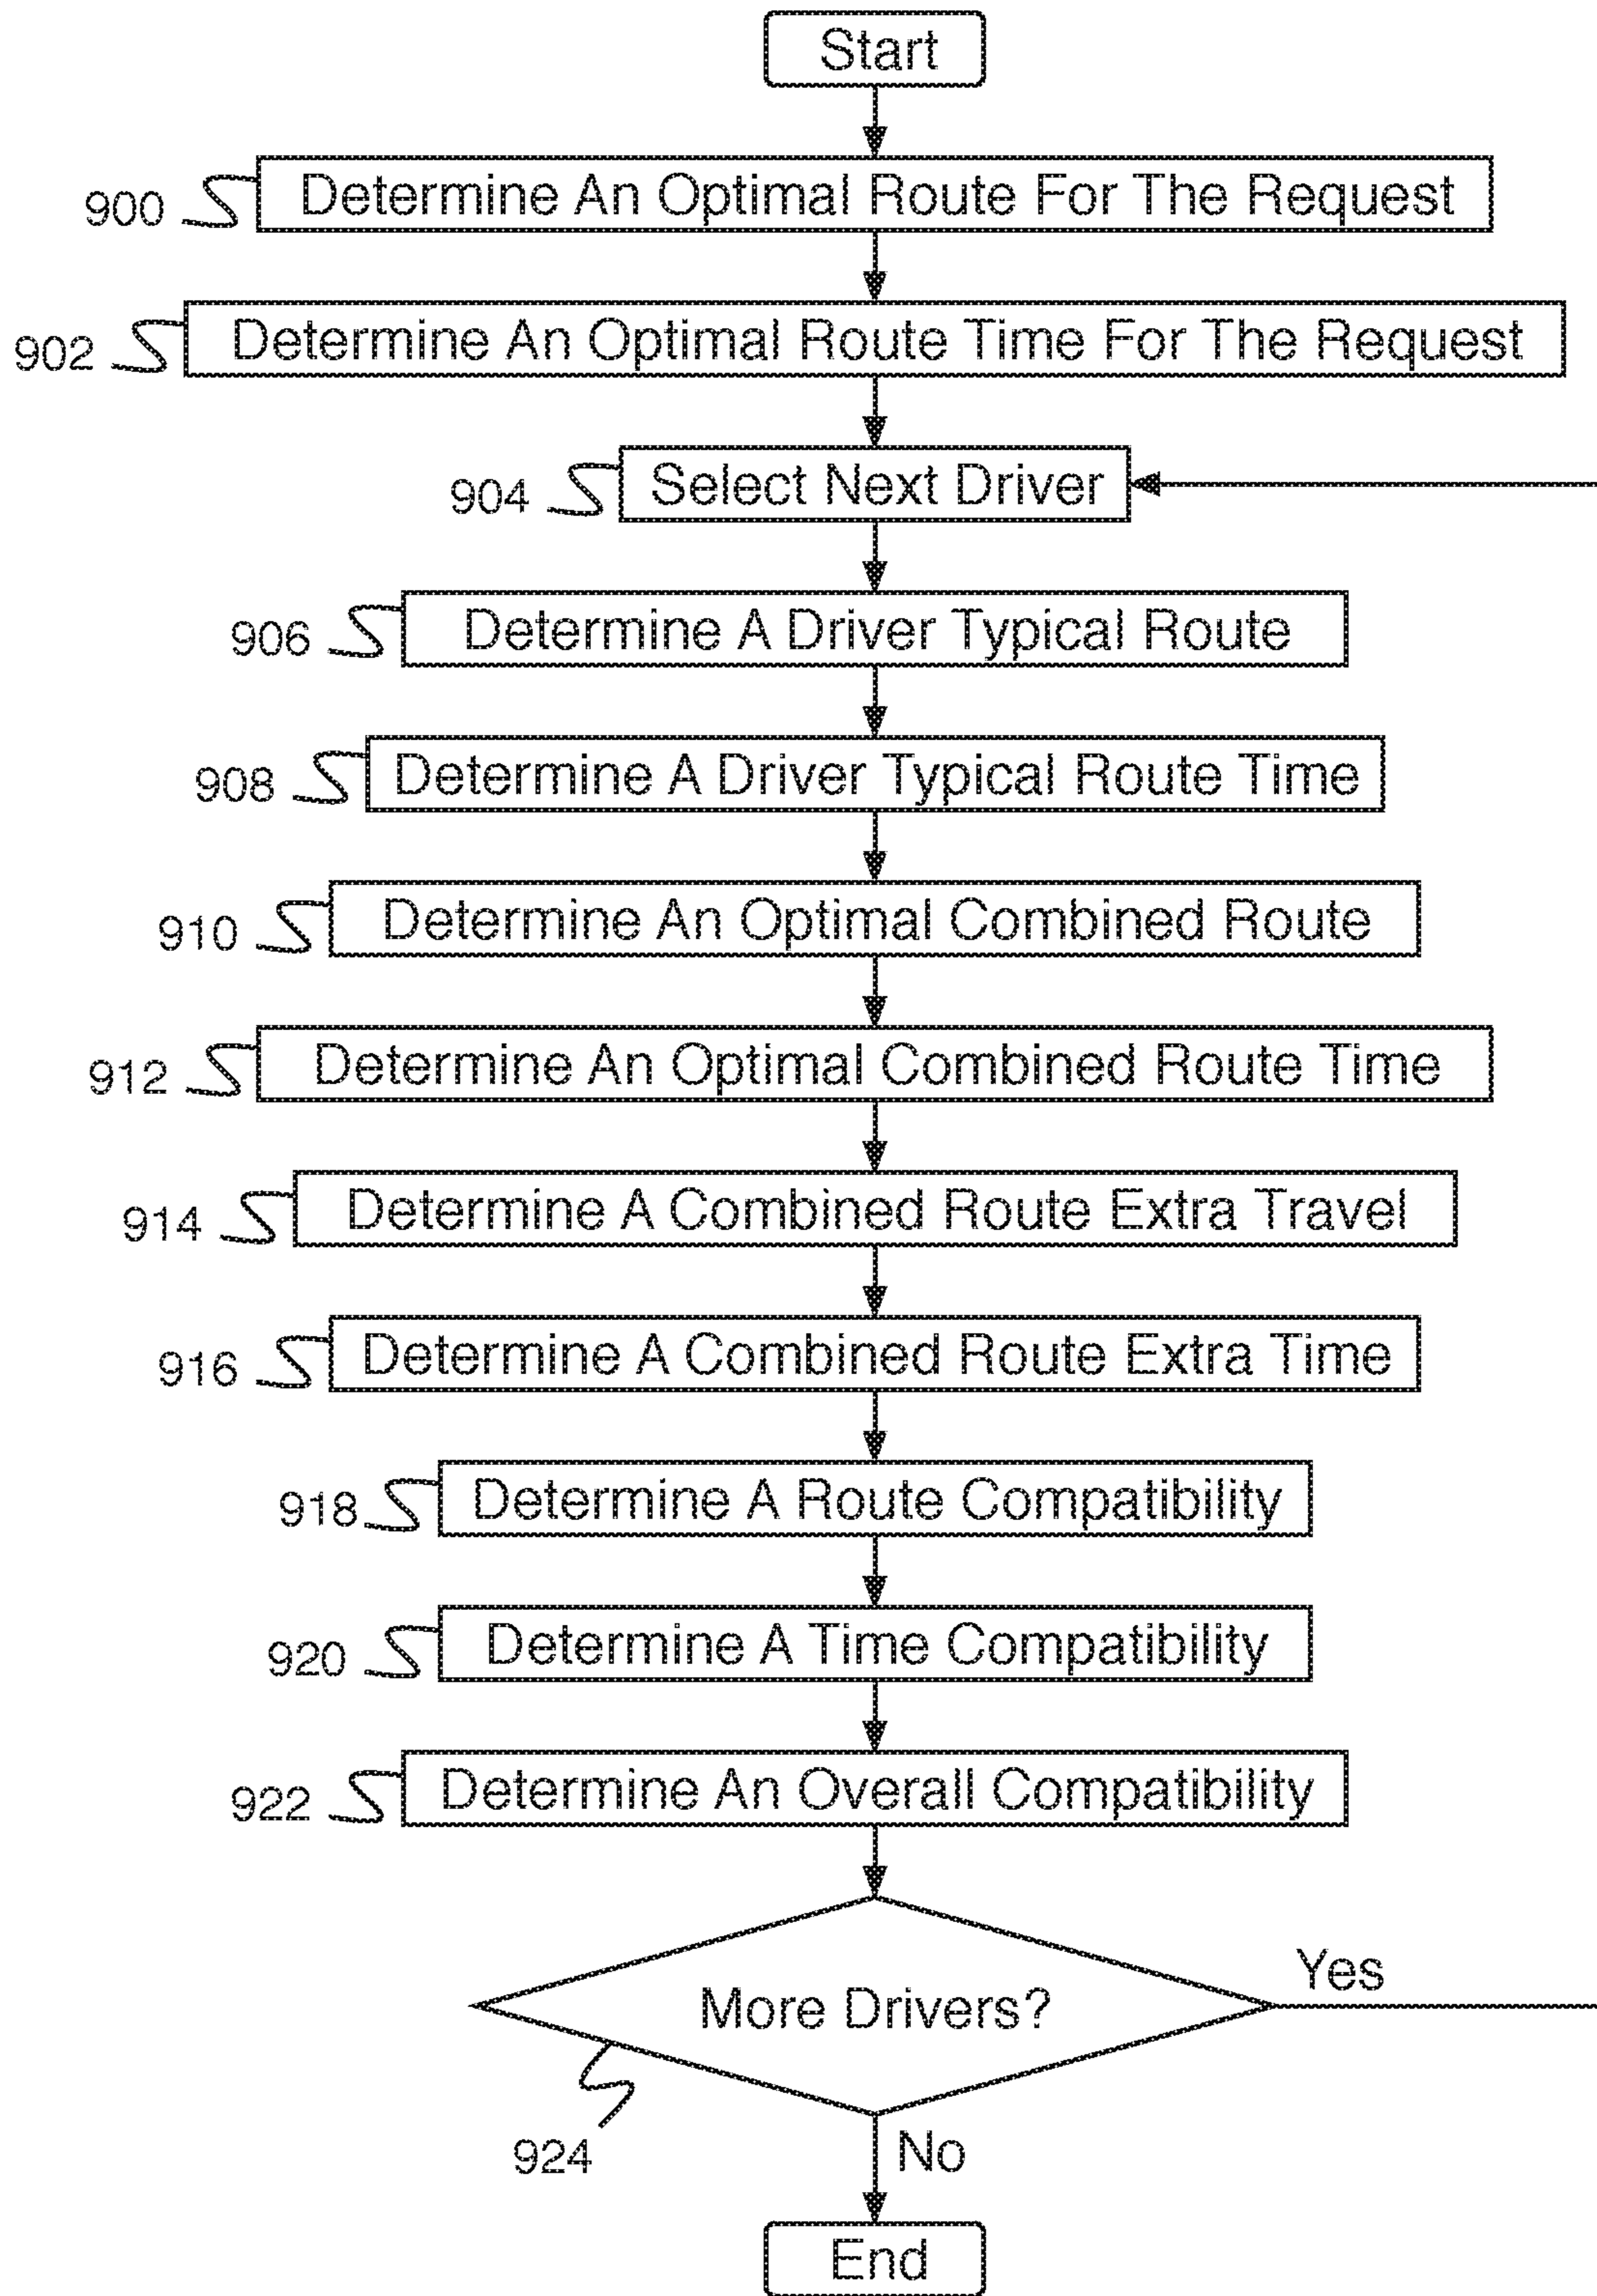 Start
900 Determine An Optimal Route For The Request
902 Determine An Optimal Route Time For The Request
904 Select Next Driver
906 Determine A Driver Typical Route
908 Determine A Driver Typical Route Time
910 Determine An Optimal Combined Route
912 Determine An Optimal Combined Route Time
914 Determine A Combined Route Extra Travel
916 Determine A Combined Route Extra Time
918 Determine A Route Compatibility
920 Determine A Time Compatibility
922 Determine An Overall Compatibility
Yes
More Drivers?
924
No
End